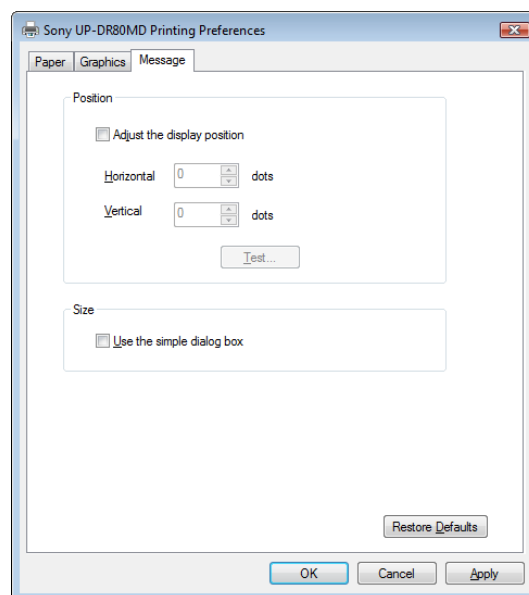 Sony UP-DR80MD Printing Preferences
Paper Graphics Message
Position
Adjust the display position
Horizontal 0 dots
Vertical 0 dots
Test...
Size
Use the simple dialog box
Restore Defaults
OK Cancel Apply